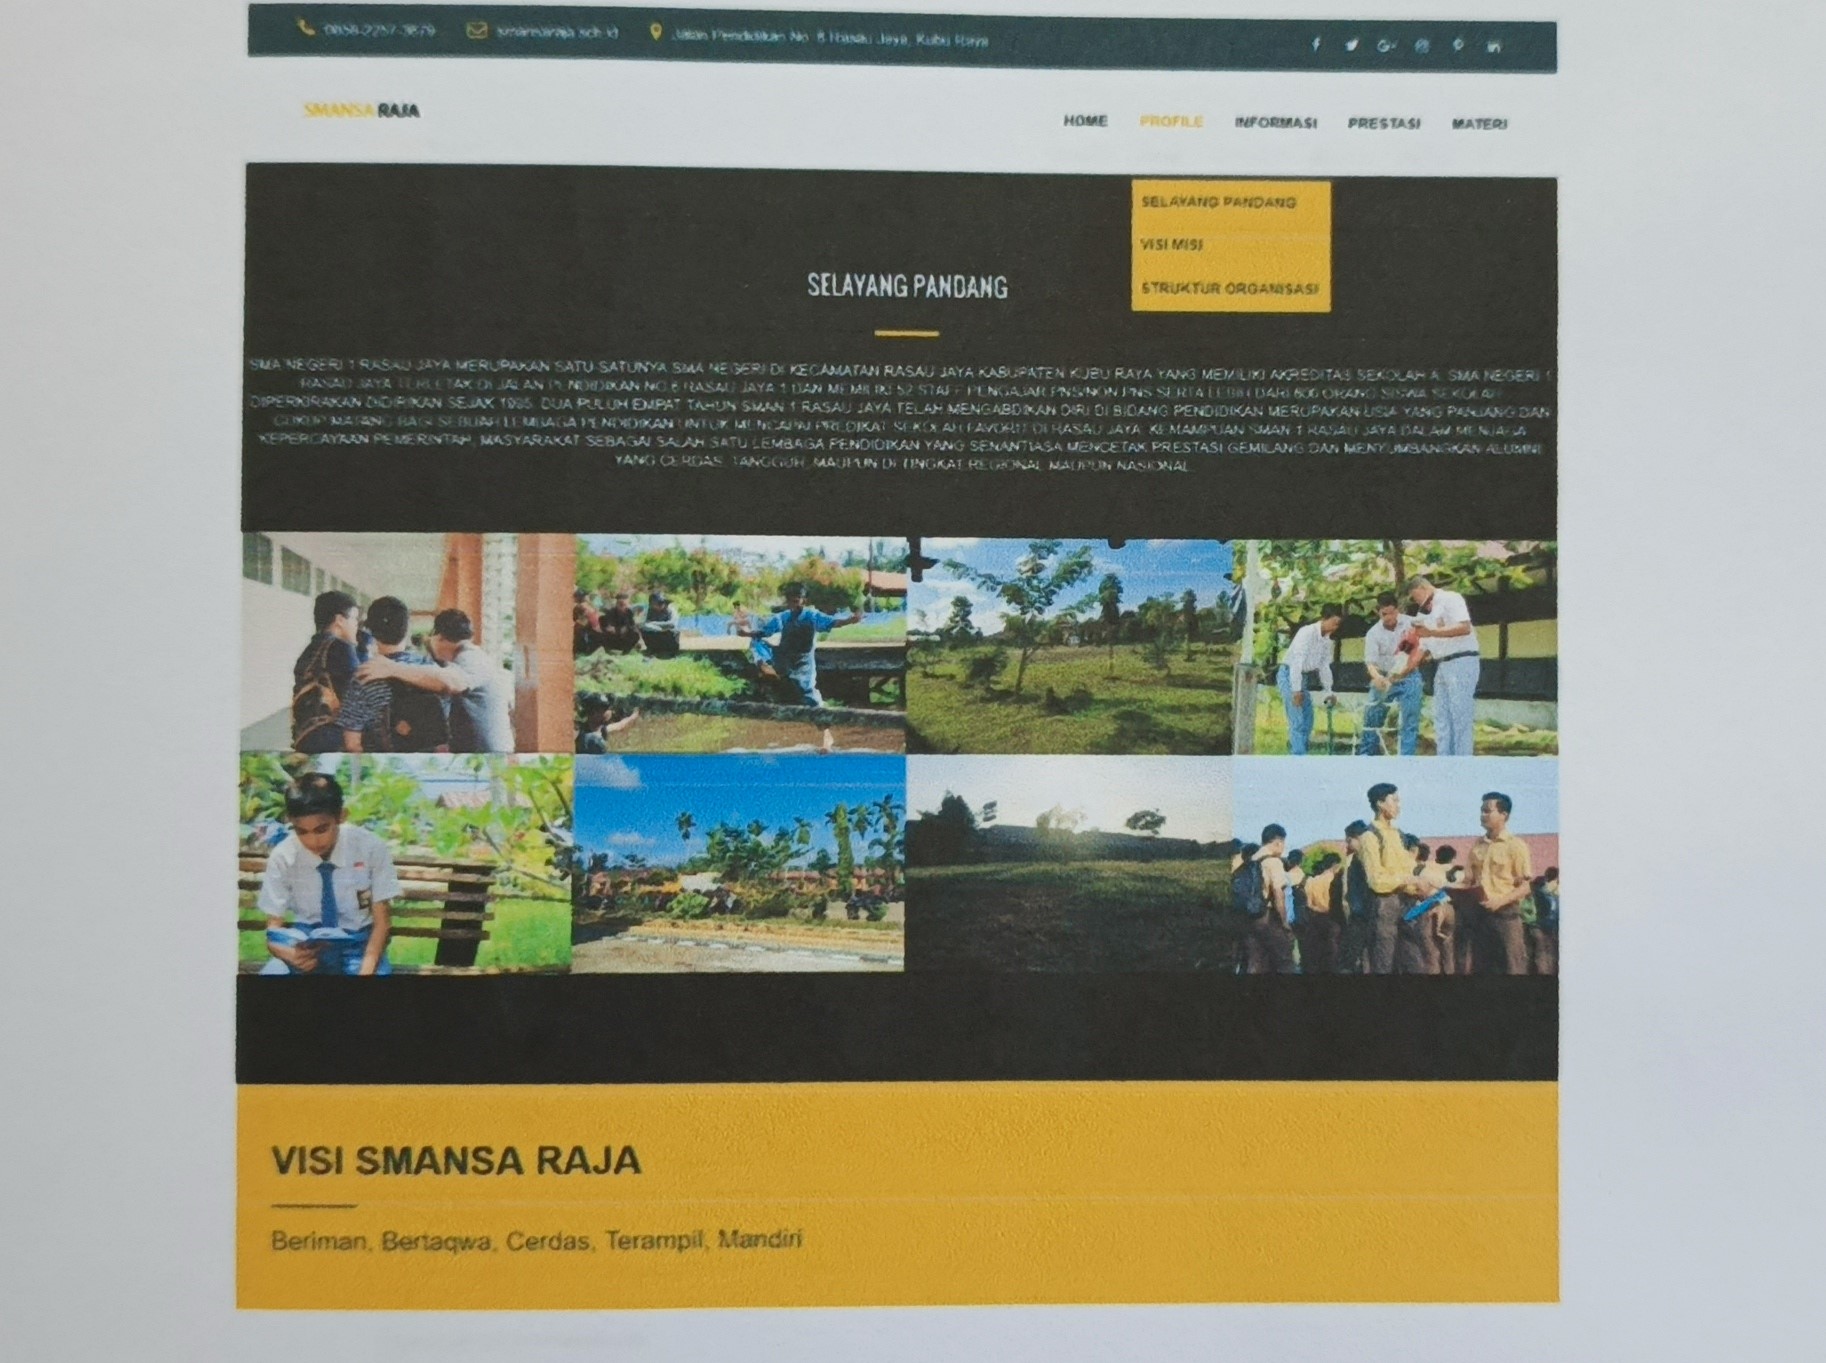 0858-2257-3679 smansaraja.sch.id Jalan Pendidikan No. 6 Rasau Jaya, Kubu Raya
SMANSA RAJA
HOME PROFILE INFORMASI PRESTASI MATERI
SELAYANG PANDANG
VISI MISI
STRUKTUR ORGANISASI
SELAYANG PANDANG
SMA NEGERI 1 RASAU JAYA MERUPAKAN SATU-SATUNYA SMA NEGERI DI KECAMATAN RASAU JAYA KABUPATEN KUBU RAYA YANG MEMILIKI AKREDITAS SEKOLAH A. SMA NEGERI 1
RASAU JAYA TERLETAK DI JALAN PENDIDIKAN NO.6 RASAU JAYA 1 DAN MEMILIKI 52 STAFF PENGAJAR PNS/NON PNS SERTA LEBIH DARI 600 ORANG SISWA SEKOLAH
DIPERKIRAKAN DIDIRIKAN SEJAK 1995. DUA PULUH EMPAT TAHUN SMAN 1 RASAU JAYA TELAH MENGABDIKAN DIRI DI BIDANG PENDIDIKAN MERUPAKAN USIA YANG PANJANG DAN
CUKUP MATANG BAGI SEBUAH LEMBAGA PENDIDIKAN UNTUK MENCAPAI PREDIKAT SEKOLAH FAVORIT DI RASAU JAYA. KEMAMPUAN SMAN 1 RASAU JAYA DALAM MENJAGA
KEPERCAYAAN PEMERINTAH, MASYARAKAT SEBAGAI SALAH SATU LEMBAGA PENDIDIKAN YANG SENANTIASA MENCETAK PRESTASI GEMILANG DAN MENYUMBANGKAN ALUMNI
YANG CERDAS, TANGGUH, MAUPUN DI TINGKAT REGIONAL MAUPUN NASIONAL.
VISI SMANSA RAJA
Beriman, Bertaqwa, Cerdas, Terampil, Mandiri